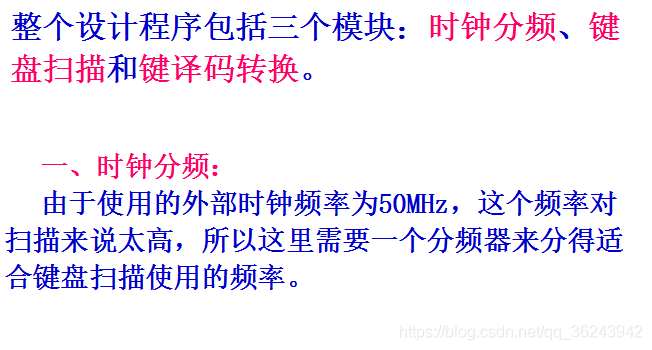 整个设计程序包括三个模块：时钟分频、键
盘扫描和键译码转换。
一、时钟分频：
由于使用的外部时钟频率为50MHz，这个频率对
扫描来说太高，所以这里需要一个分频器来分得适
合键盘扫描使用的频率。
https://blog.csdn.net/qq_36243942